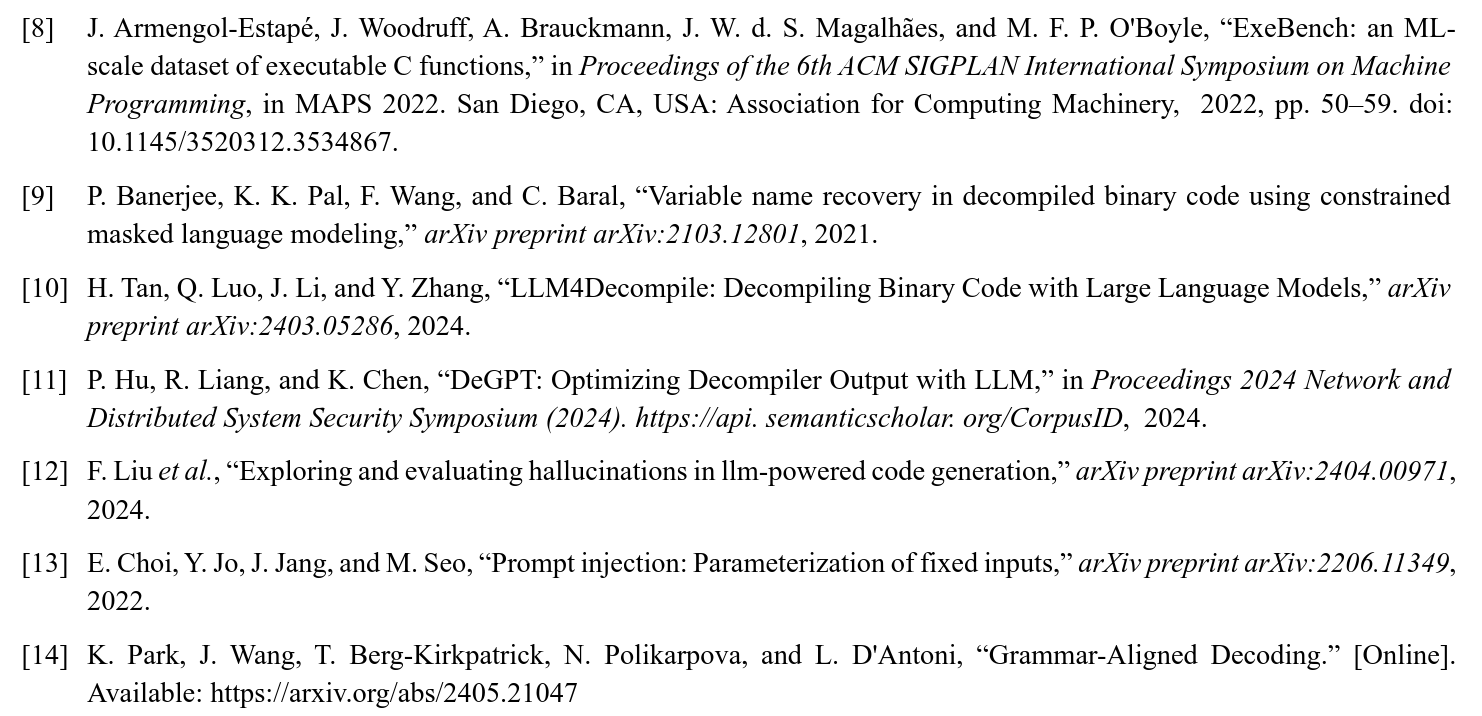 [8] J. Armengol-Estapé, J. Woodruff, A. Brauckmann, J. W. d. S. Magalhães, and M. F. P. O'Boyle, “ExeBench: an ML-
scale dataset of executable C functions,” in Proceedings of the 6th ACM SIGPLAN International Symposium on Machine
Programming, in MAPS 2022. San Diego, CA, USA: Association for Computing Machinery, 2022, pp. 50–59. doi:
10.1145/3520312.3534867.
[9] P. Banerjee, K. K. Pal, F. Wang, and C. Baral, “Variable name recovery in decompiled binary code using constrained
masked language modeling,” arXiv preprint arXiv:2103.12801, 2021.
[10] H. Tan, Q. Luo, J. Li, and Y. Zhang, “LLM4Decompile: Decompiling Binary Code with Large Language Models,” arXiv
preprint arXiv:2403.05286, 2024.
[11] P. Hu, R. Liang, and K. Chen, “DeGPT: Optimizing Decompiler Output with LLM,” in Proceedings 2024 Network and
Distributed System Security Symposium (2024). https://api. semanticscholar. org/CorpusID, 2024.
[12] F. Liu et al., “Exploring and evaluating hallucinations in llm-powered code generation,” arXiv preprint arXiv:2404.00971,
2024.
[13] E. Choi, Y. Jo, J. Jang, and M. Seo, “Prompt injection: Parameterization of fixed inputs,” arXiv preprint arXiv:2206.11349,
2022.
[14] K. Park, J. Wang, T. Berg-Kirkpatrick, N. Polikarpova, and L. D'Antoni, “Grammar-Aligned Decoding.” [Online].
Available: https://arxiv.org/abs/2405.21047